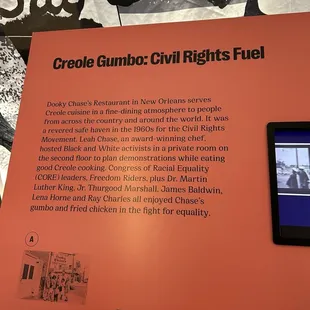 Creole Gumbo: Civil Rights Fuel
Dooky Chase's Restaurant in New Orleans serves
Creole cuisine in a fine-dining atmosphere to people
from across the country and around the world. It was
a revered safe haven in the 1960s for the Civil Rights
Movement. Leah Chase, an award-winning chef,
hosted Black and White activists in a private room on
the second floor to plan demonstrations while eating
good Creole cooking. Congress of Racial Equality
(CORE) leaders, Freedom Riders, plus Dr. Martin
Luther King, Jr. Thurgood Marshall, James Baldwin,
Lena Horne and Ray Charles all enjoyed Chase's
gumbo and fried chicken in the fight for equality.
A